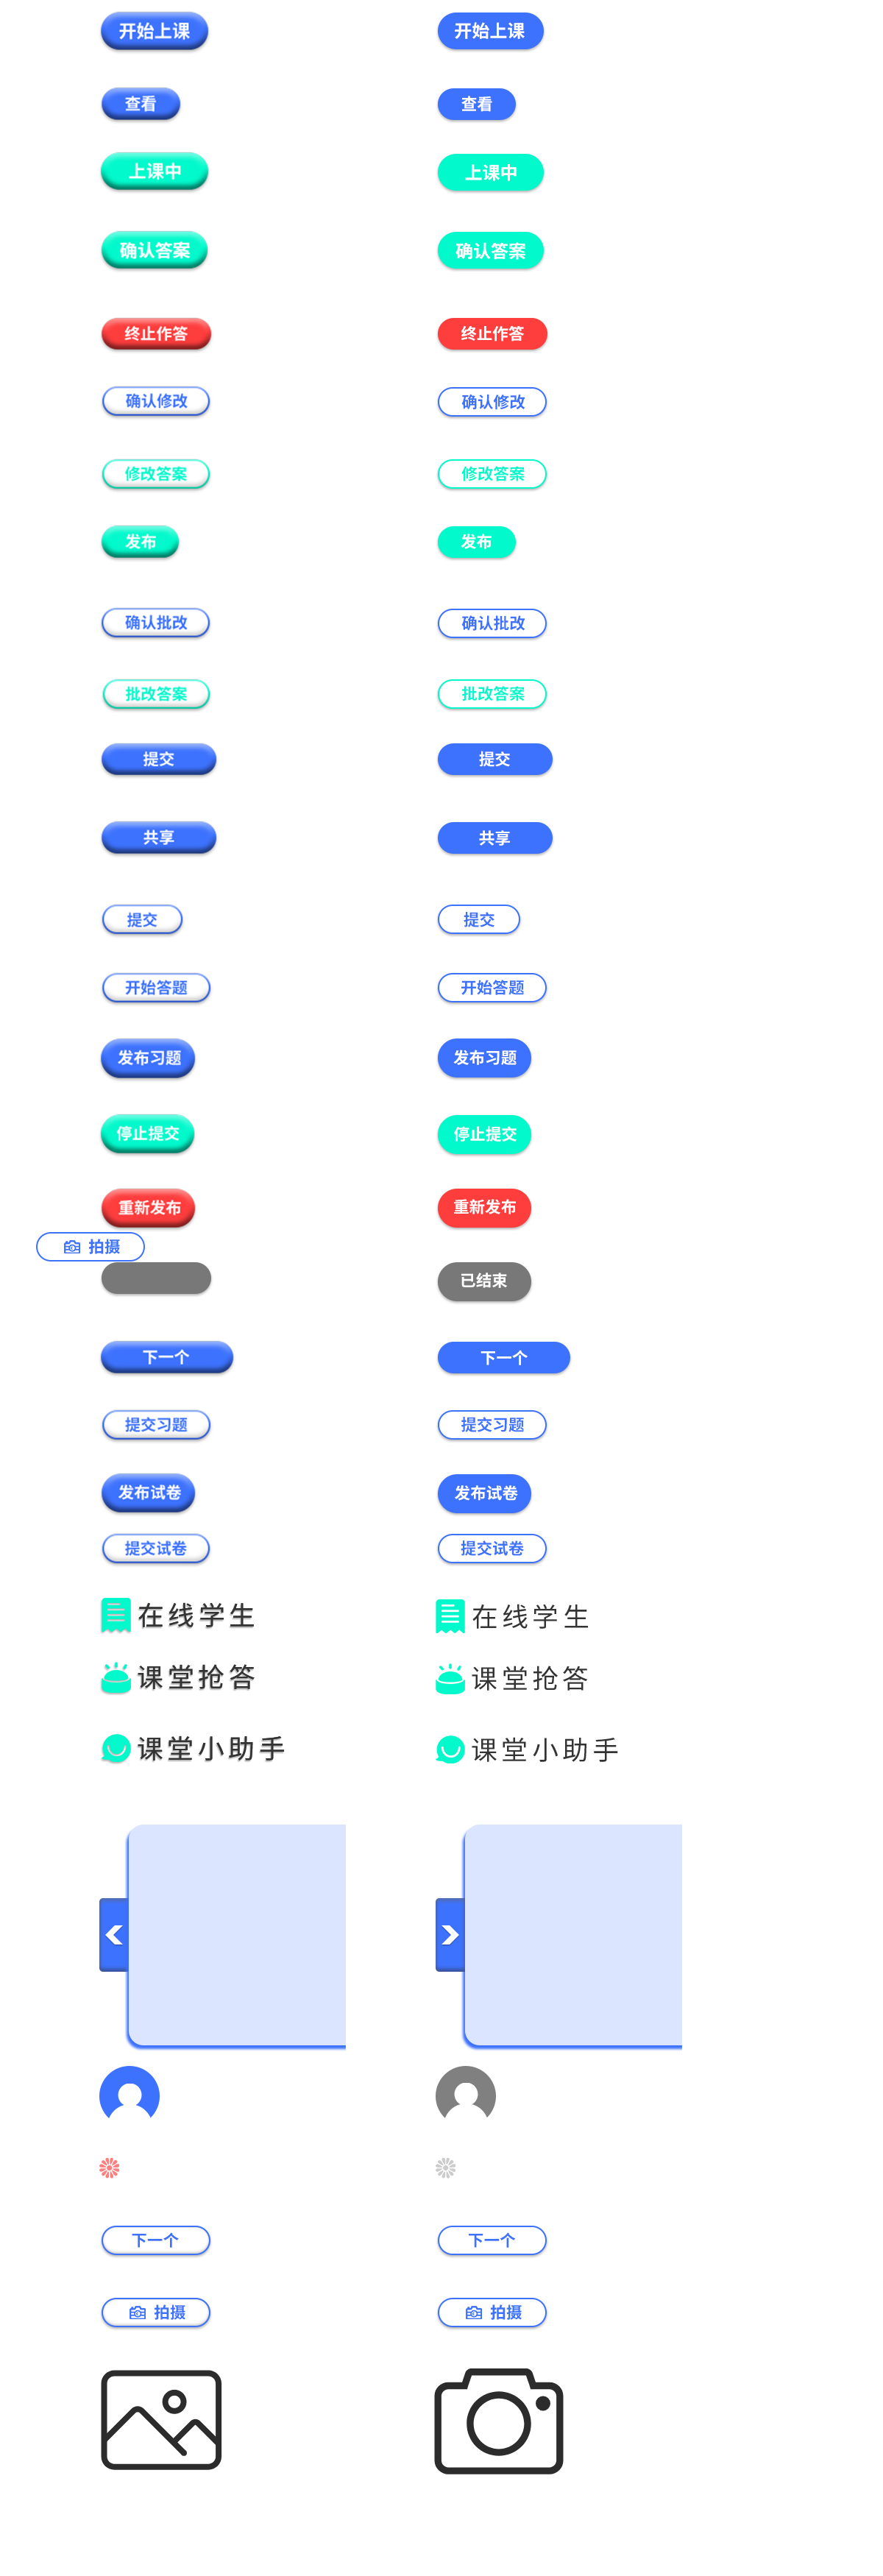 开始上课 开始上课
查看 查看
上课中 上课中
确认答案 确认答案
终止作答 终止作答
确认修改 确认修改
修改答案 修改答案
发布 发布
确认批改 确认批改
批改答案 批改答案
提交 提交
共享 共享
提交 提交
开始答题 开始答题
发布习题 发布习题
停止提交 停止提交
重新发布 重新发布
拍摄
已结束
下一个 下一个
提交习题 提交习题
发布试卷 发布试卷
提交试卷 提交试卷
在线学生 在线学生
课堂抢答 课堂抢答
课堂小助手 课堂小助手
下一个 下一个
拍摄 拍摄